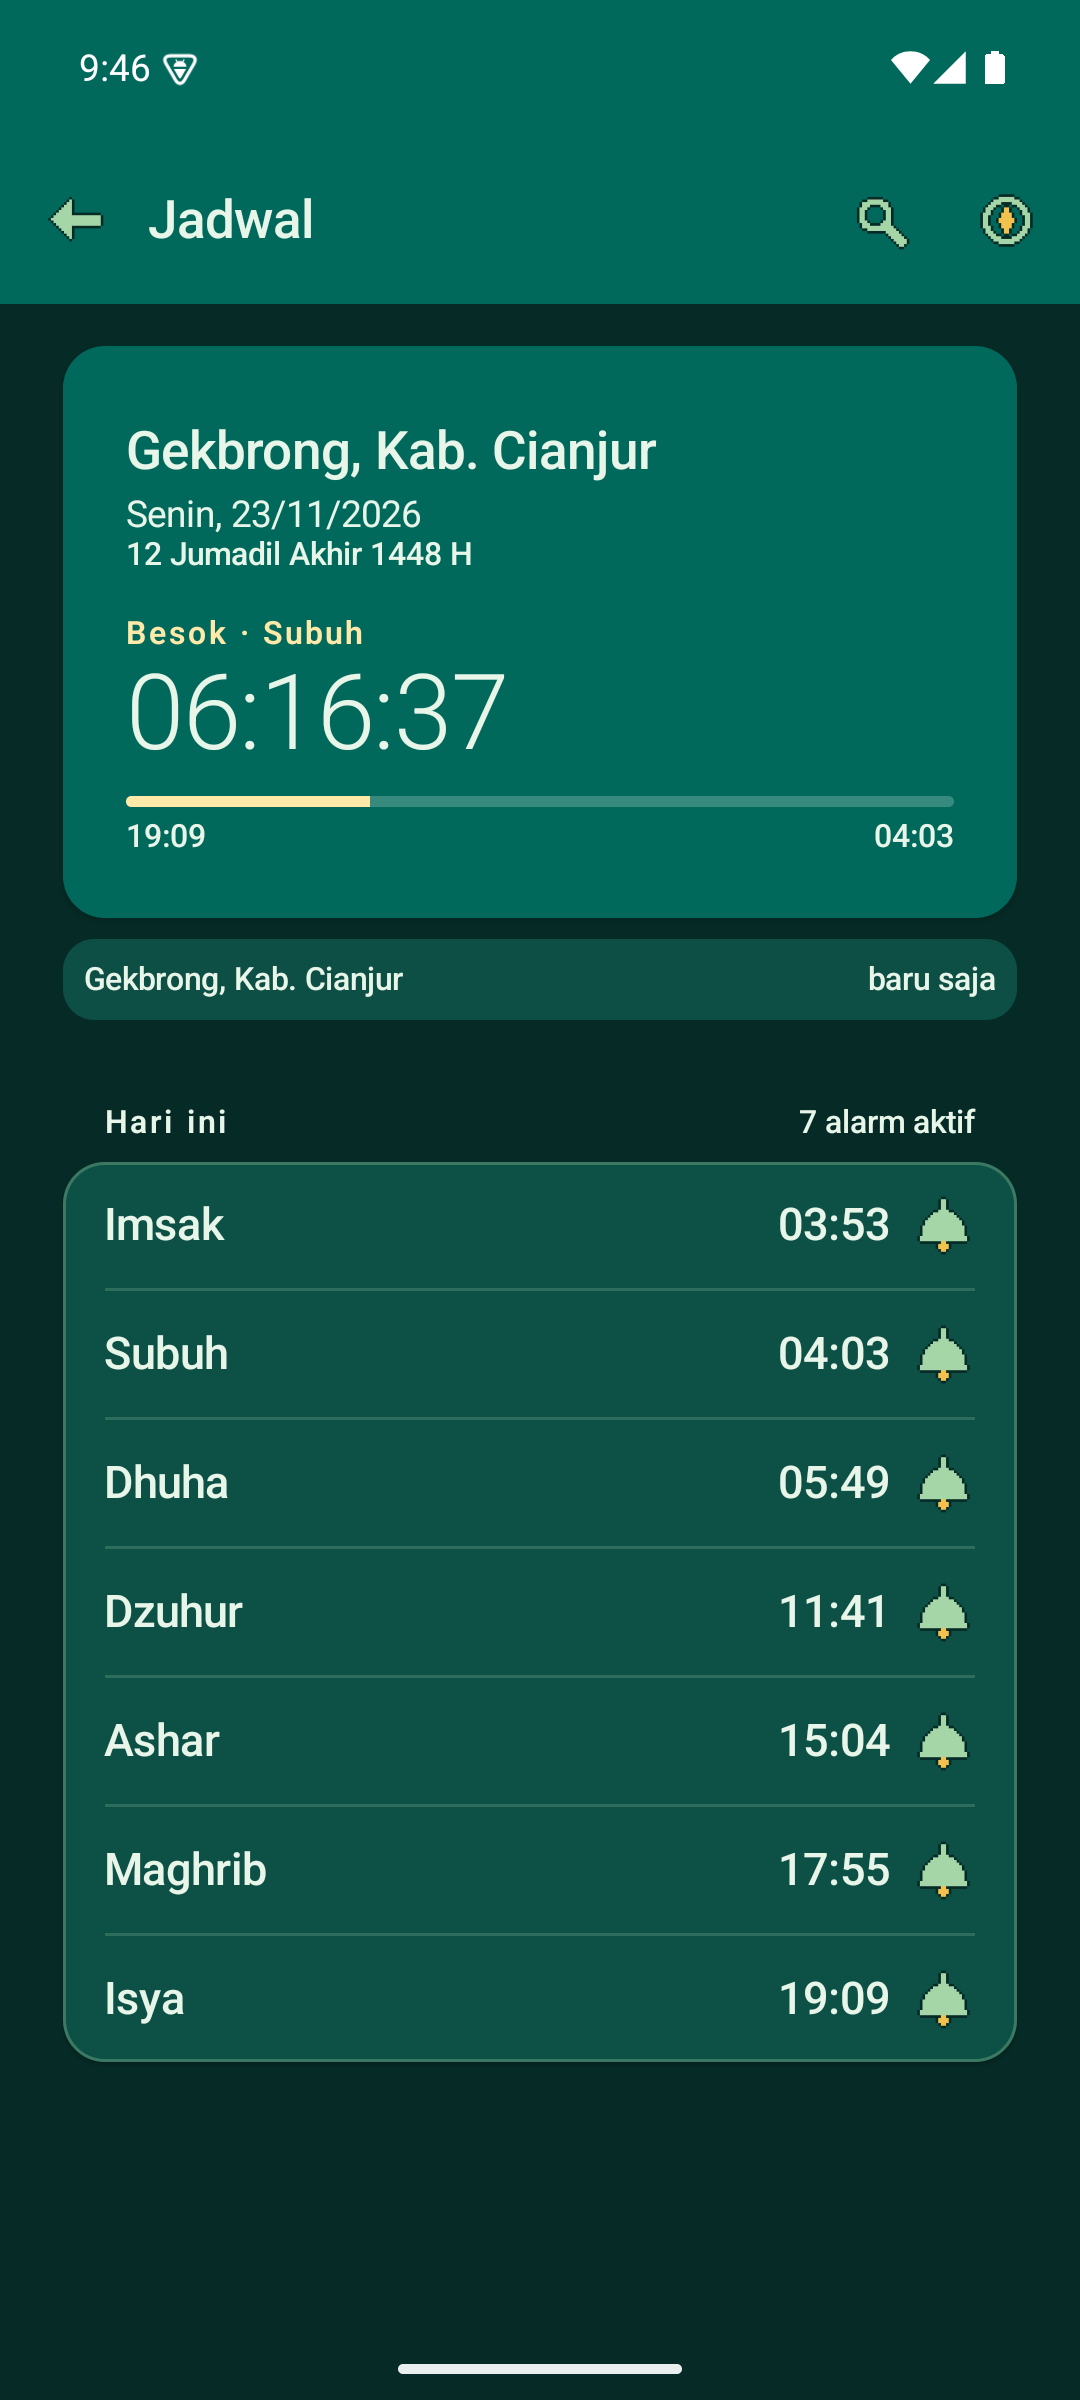 9:46
Jadwal
Gekbrong, Kab. Cianjur
Senin, 23/11/2026
12 Jumadil Akhir 1448 H
Besok · Subuh
06:16:37
19:09 04:03
Gekbrong, Kab. Cianjur baru saja
Hari ini 7 alarm aktif
Imsak 03:53
Subuh 04:03
Dhuha 05:49
Dzuhur 11:41
Ashar 15:04
Maghrib 17:55
Isya 19:09